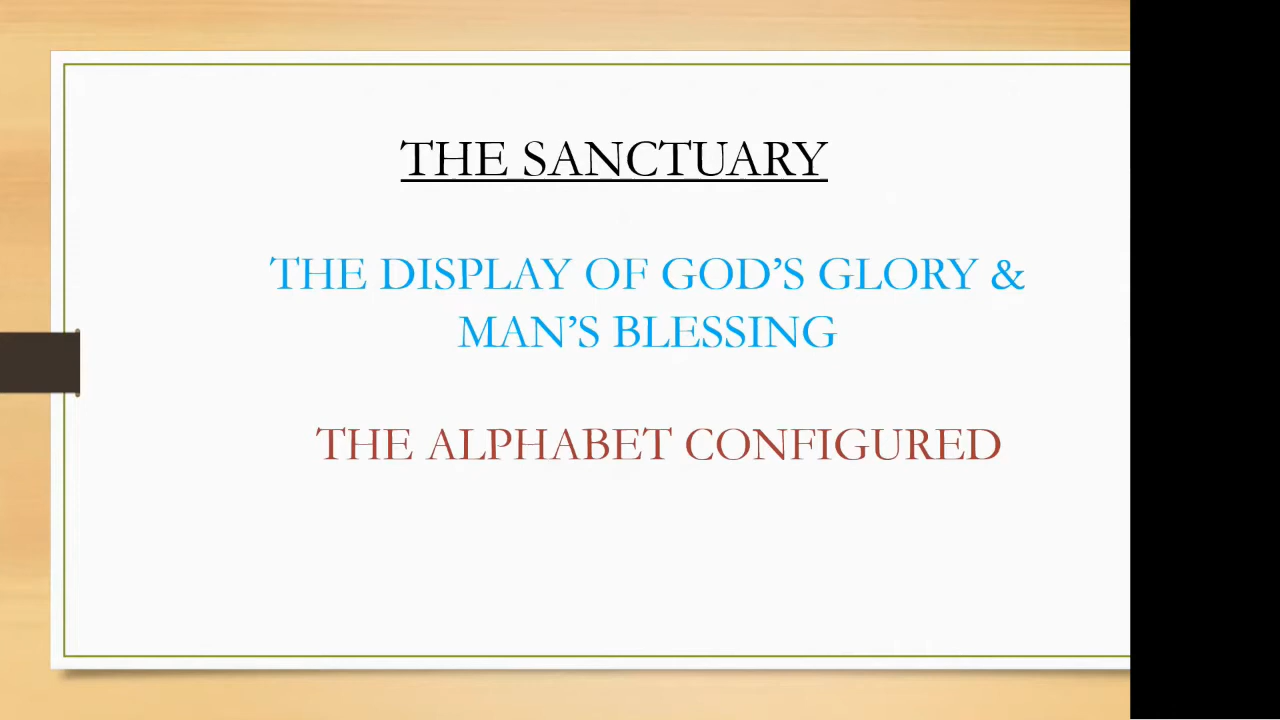 THE SANCTUARY
THE DISPLAY OF GOD’S GLORY &
MAN’S BLESSING
THE ALPHABET CONFIGURED